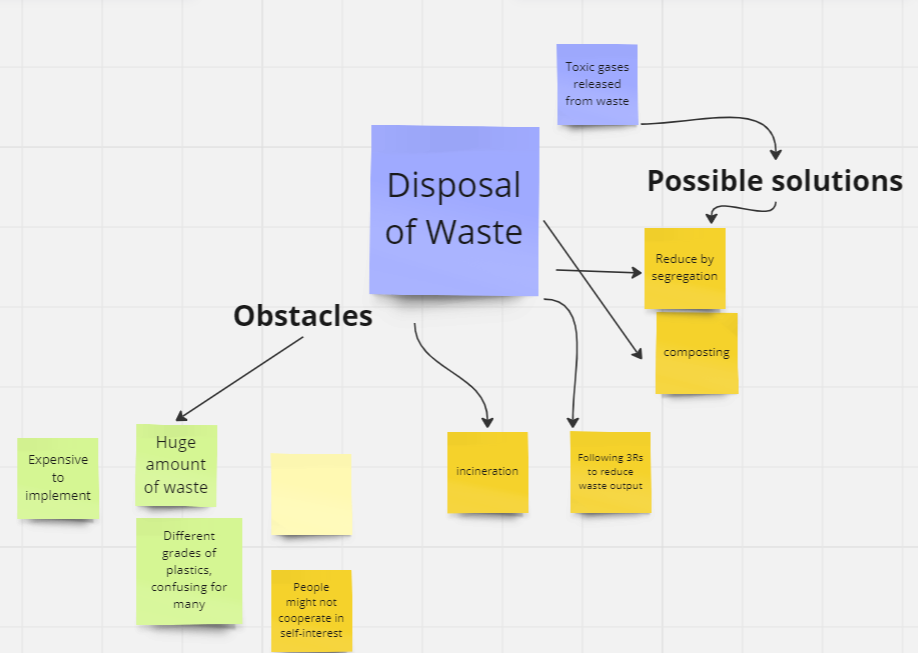 Toxic gases
released
from waste
Disposal
of Waste
Possible solutions
Reduce by
segregation
Obstacles
composting
Expensive
to
implement
Huge
amount
of waste
incineration
Following 3Rs
to reduce
waste output
Different
grades of
plastics,
confusing for
many
People
might not
cooperate in
self-interest